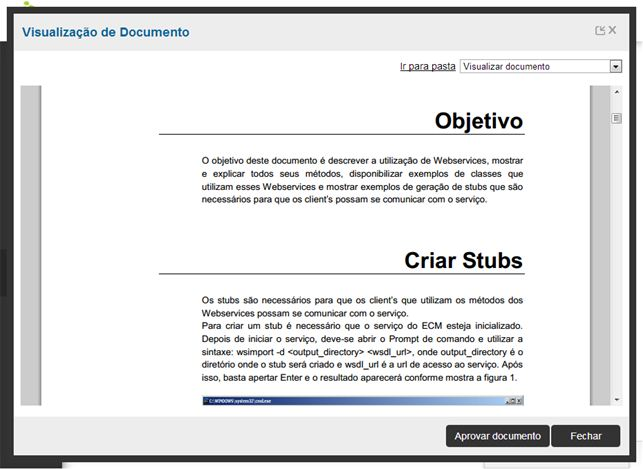 Visualização de Documento
Ir para pasta
Visualizar documento
Objetivo
O objetivo deste documento é descrever a utilização de Webservices, mostrar
e explicar todos seus métodos, disponibilizar exemplos de classes que
utilizam esses Webservices e mostrar exemplos de geração de stubs que são
necessários para que os client's possam se comunicar com o serviço.
Criar Stubs
Os stubs são necessários para que os client's que utilizam os métodos dos
Webservices possam se comunicar com o serviço.
Para criar um stub é necessário que o serviço do ECM esteja inicializado.
Depois de iniciar o serviço, deve-se abrir o Prompt de comando e utilizar a
sintaxe: wsimport -d <output_directory> <wsdl_url>, onde output_directory é o
diretório onde o stub será criado e wsdl_url é a url de acesso ao serviço. Após
isso, basta apertar Enter e o resultado aparecerá conforme mostra a figura 1.
C:\WINDOWS\system32\cmd.exe
Aprovar documento
Fechar